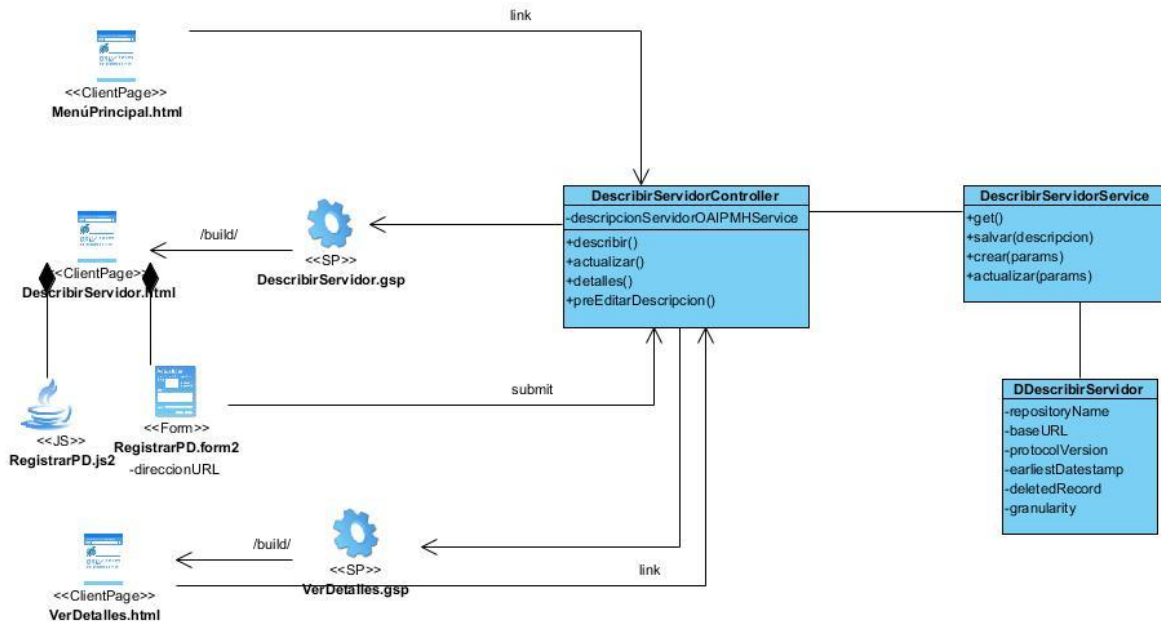 link
<<ClientPage>>
MenúPrincipal.html
DescribirServidorController
-descripcionServidorOAIPMHService
+describir()
+actualizar()
+detalles()
+preEditarDescripcion()
DescribirServidorService
+get()
+salvar(descripcion)
+crear(params)
+actualizar(params)
/build/
<<ClientPage>>
DescribirServidor.html
<<SP>>
DescribirServidor.gsp
submit
<<JS>>
RegistrarPD.js2
<<Form>>
RegistrarPD.form2
-direccionURL
DDescribirServidor
-repositoryName
-baseURL
-protocolVersion
-earliestDatestamp
-deletedRecord
-granularity
/build/
<<SP>>
VerDetalles.gsp
link
<<ClientPage>>
VerDetalles.html